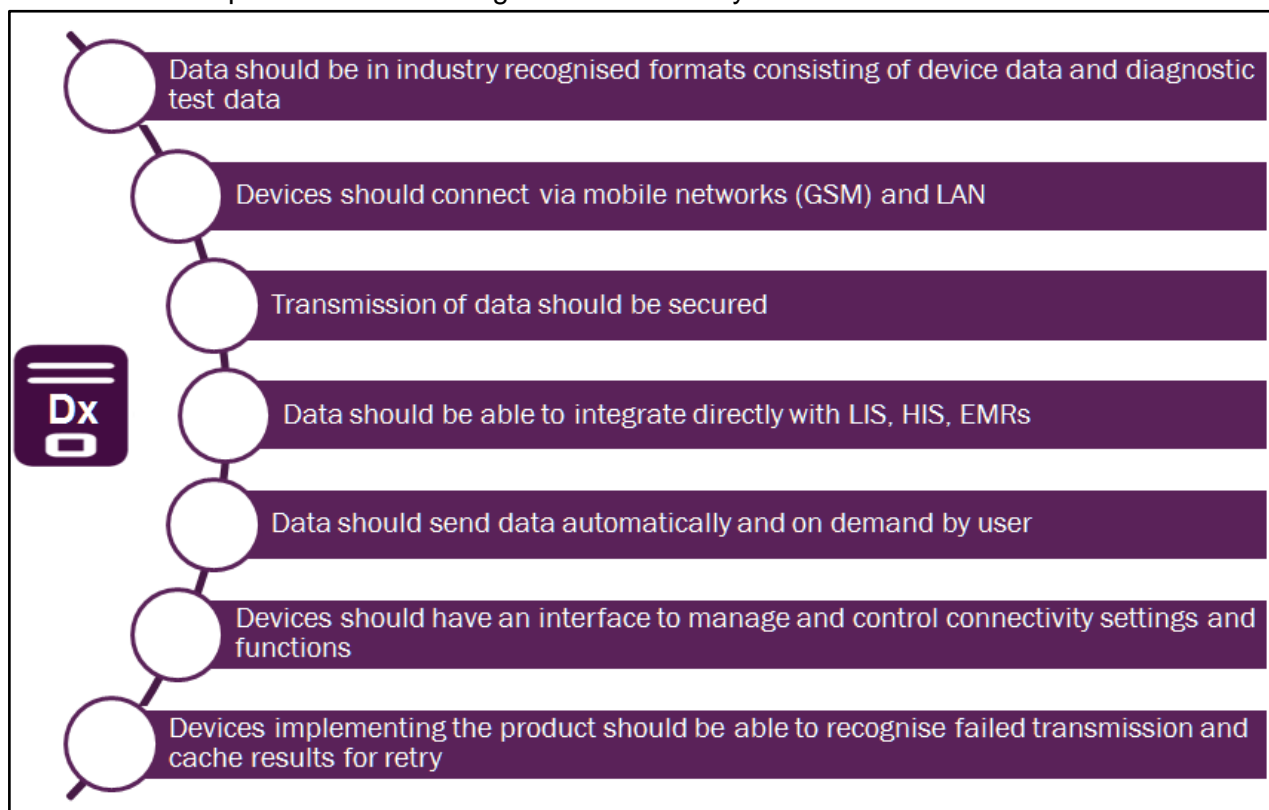 Data should be in industry recognised formats consisting of device data and diagnostic
test data
Devices should connect via mobile networks (GSM) and LAN
Transmission of data should be secured
Dx
Data should be able to integrate directly with LIS, HIS, EMRs
Data should send data automatically and on demand by user
Devices should have an interface to manage and control connectivity settings and
functions
Devices implementing the product should be able to recognise failed transmission and
cache results for retry